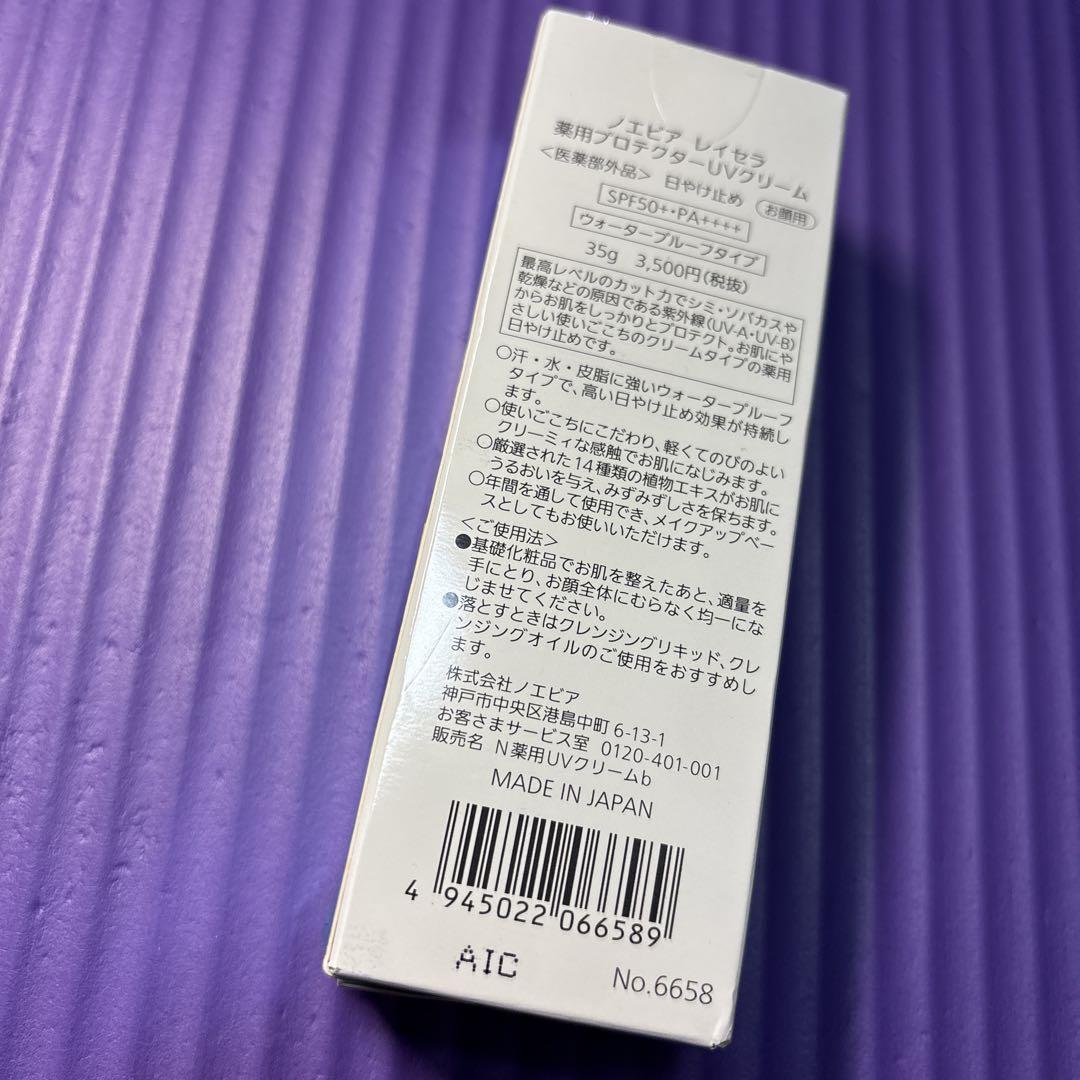 ノエビア レイセラ
薬用プロテクターUVクリーム
<医薬部外品> 日やけ止め お顔用
SPF50+・PA++++
ウォータープルーフタイプ
35g 3,500円(税抜)
最高レベルのカット力でシミ・ソバカスや
乾燥などの原因である紫外線(UV-A・UV-B)
からお肌をしっかりとプロテクト。お肌にや
さしい使いごこちのクリームタイプの薬用
日やけ止めです。
○汗・水・皮脂に強いウォータープルーフ
タイプで、高い日やけ止め効果が持続し
ます。
○使いごこちにこだわり、軽くてのびのよい
クリーミィな感触でお肌になじみます。
○厳選された14種類の植物エキスがお肌に
うるおいを与え、みずみずしさを保ちます。
○年間を通して使用でき、メイクアップベー
スとしてもお使いいただけます。
<ご使用法>
●基礎化粧品でお肌を整えたあと、適量を
手にとり、お顔全体にむらなく均一にな
じませてください。
●落とすときはクレンジングリキッド、クレ
ンジングオイルのご使用をおすすめし
ます。
株式会社ノエビア
神戸市中央区港島中町 6-13-1
お客さまサービス室 0120-401-001
販売名 N薬用UVクリームb
MADE IN JAPAN
4 945022 066589
AIC
No.6658